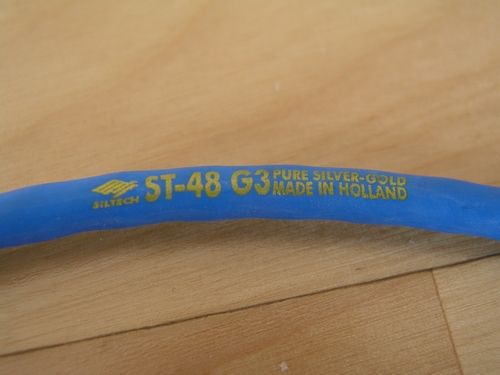 SILTECH
ST-48 G3
PURE SILVER-GOLD
MADE IN HOLLAND